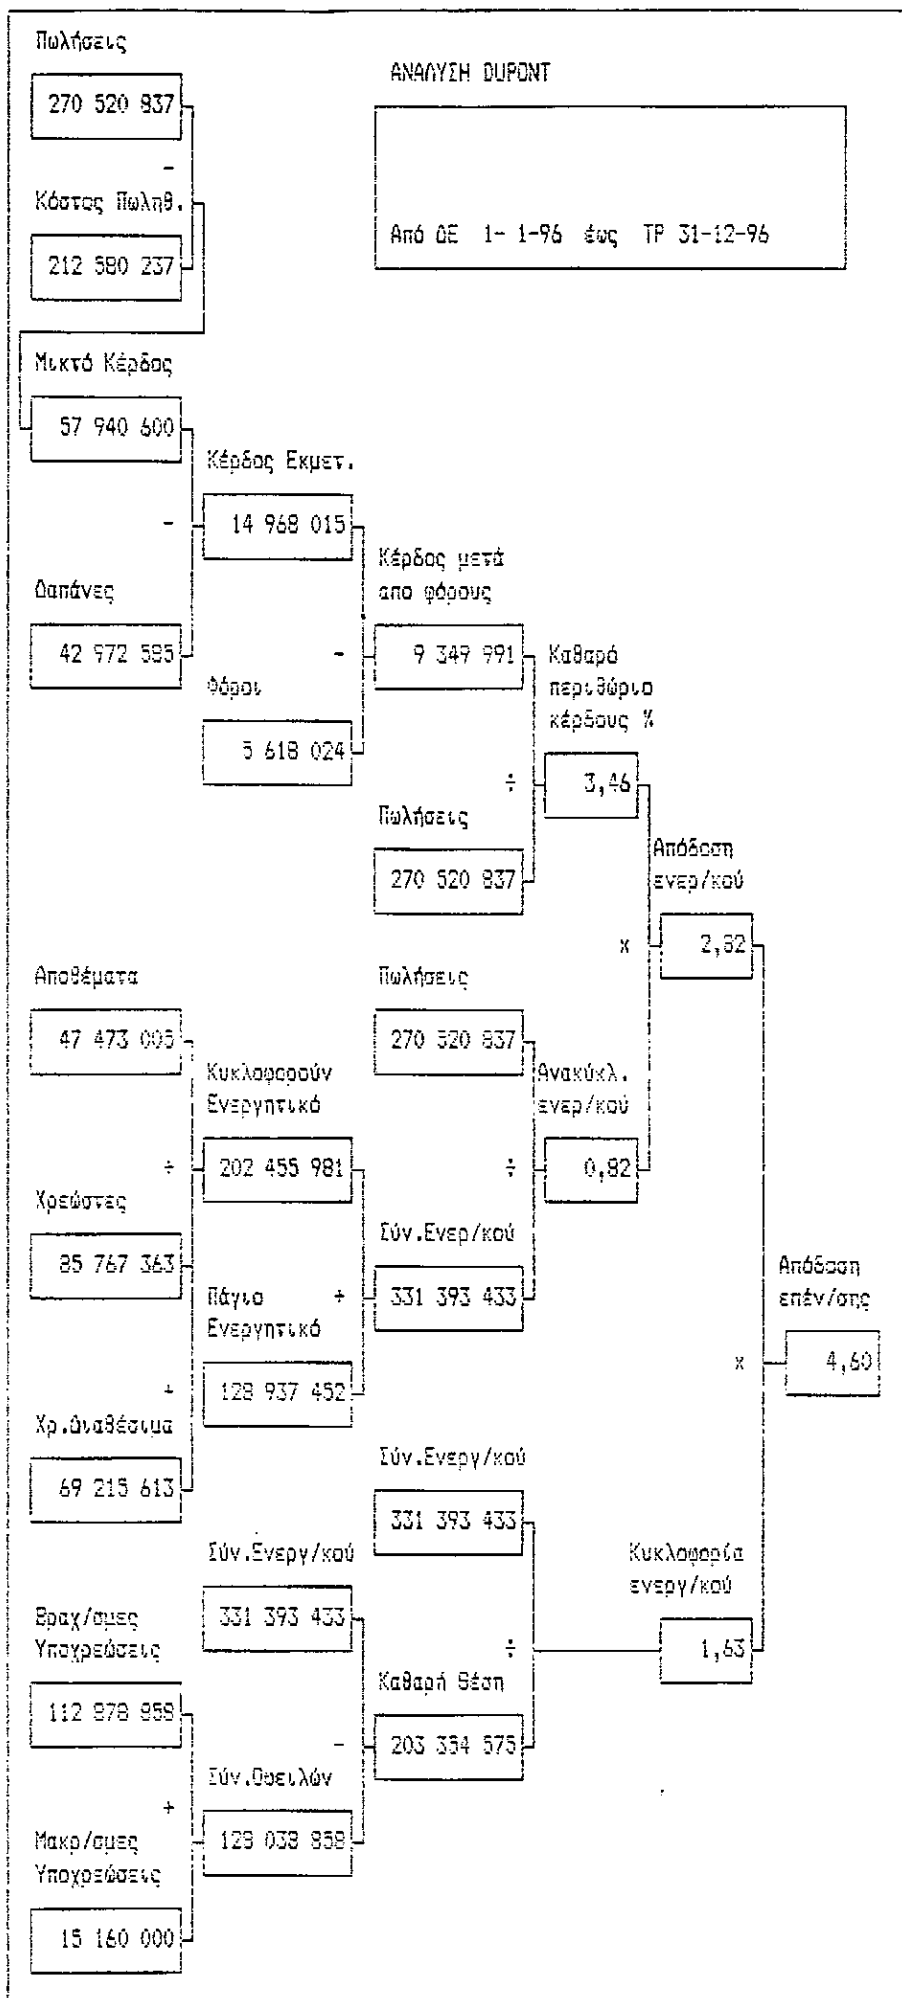 Πωλήσεις
270 520 837
ΑΝΑΛΥΣΗ DUPONT
Από ΔΕ 1- 1-96 έως ΤΡ 31-12-96
-
Κόστος Πωληθ.
212 580 237
Μικτό Κέρδος
57 940 600
Κέρδος Εκμετ.
-
14 968 015
Κέρδος μετά
απο φόρους
Δαπάνες
42 972 585
-
9 349 991
Καθαρό
περιθώριο
κέρδους %
Φόροι
5 618 024
÷
3,46
Πωλήσεις
270 520 837
Απόδοση
ενερ/κού
x
2,82
Αποθέματα
47 473 005
Πωλήσεις
270 520 837
Κυκλοφορούν
Ενεργητικό
Ανακύκλ.
ενερ/κού
+
202 455 981
÷
0,82
Χρεώστες
85 767 363
Σύν.Ενερ/κού
Πάγιο
Ενεργητικό
+
331 393 433
Απόδοση
επέν/σης
+
128 937 452
x
4,60
Χρ.Διαθέσιμα
69 215 613
Σύν.Ενεργ/κού
331 393 433
Σύν.Ενεργ/κού
331 393 433
Κυκλοφορία
ενεργ/κού
Βραχ/σμες
Υποχρεώσεις
÷
1,63
112 878 858
Καθαρή Θέση
-
203 354 575
+
Σύν.Οφειλών
128 038 858
Μακρ/σμες
Υποχρεώσεις
15 160 000